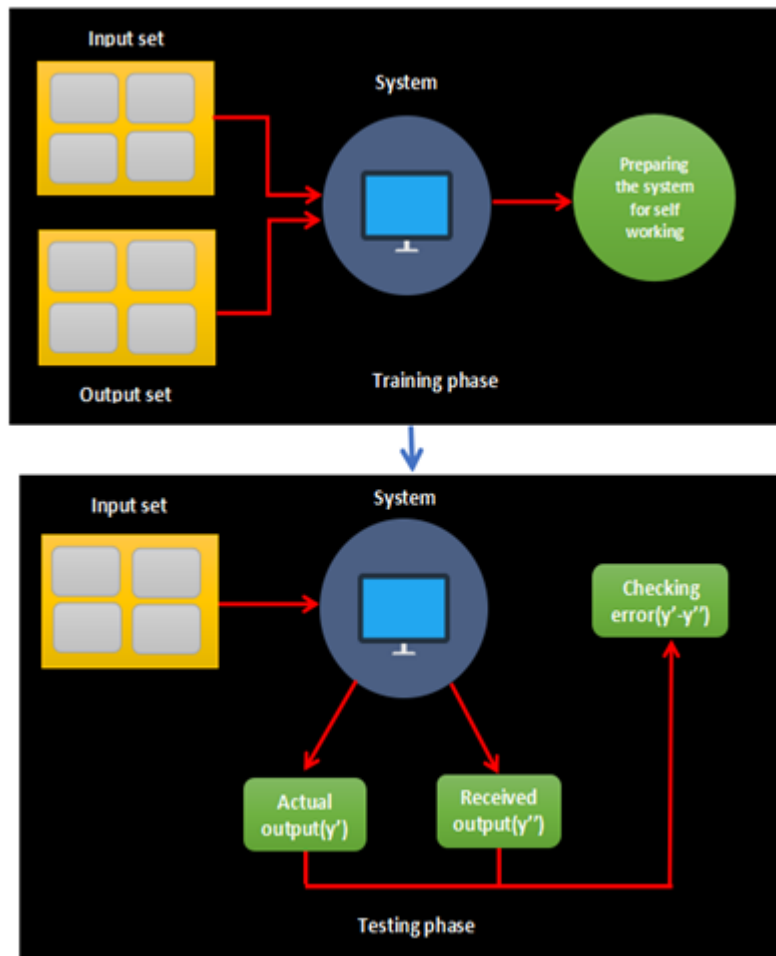 Input set
System
Preparing
the system
for self
working
Output set
Training phase
Input set
System
Checking
error(y'-y'')
Actual
output(y')
Received
output(y'')
Testing phase